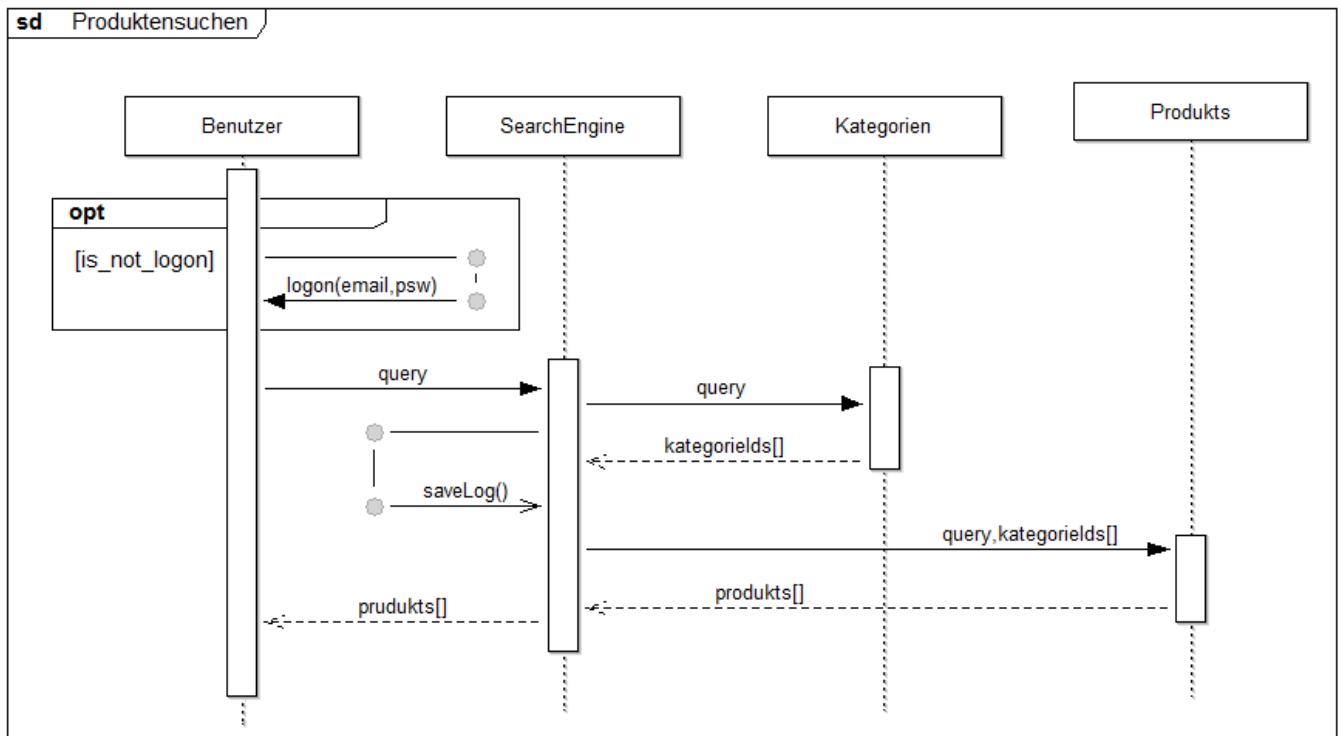 sd Produktensuchen
Benutzer
SearchEngine
Kategorien
Produkts
opt
[is_not_logon]
logon(email,psw)
query
query
kategorieIds[]
saveLog()
query,kategorieIds[]
produkts[]
prudukts[]